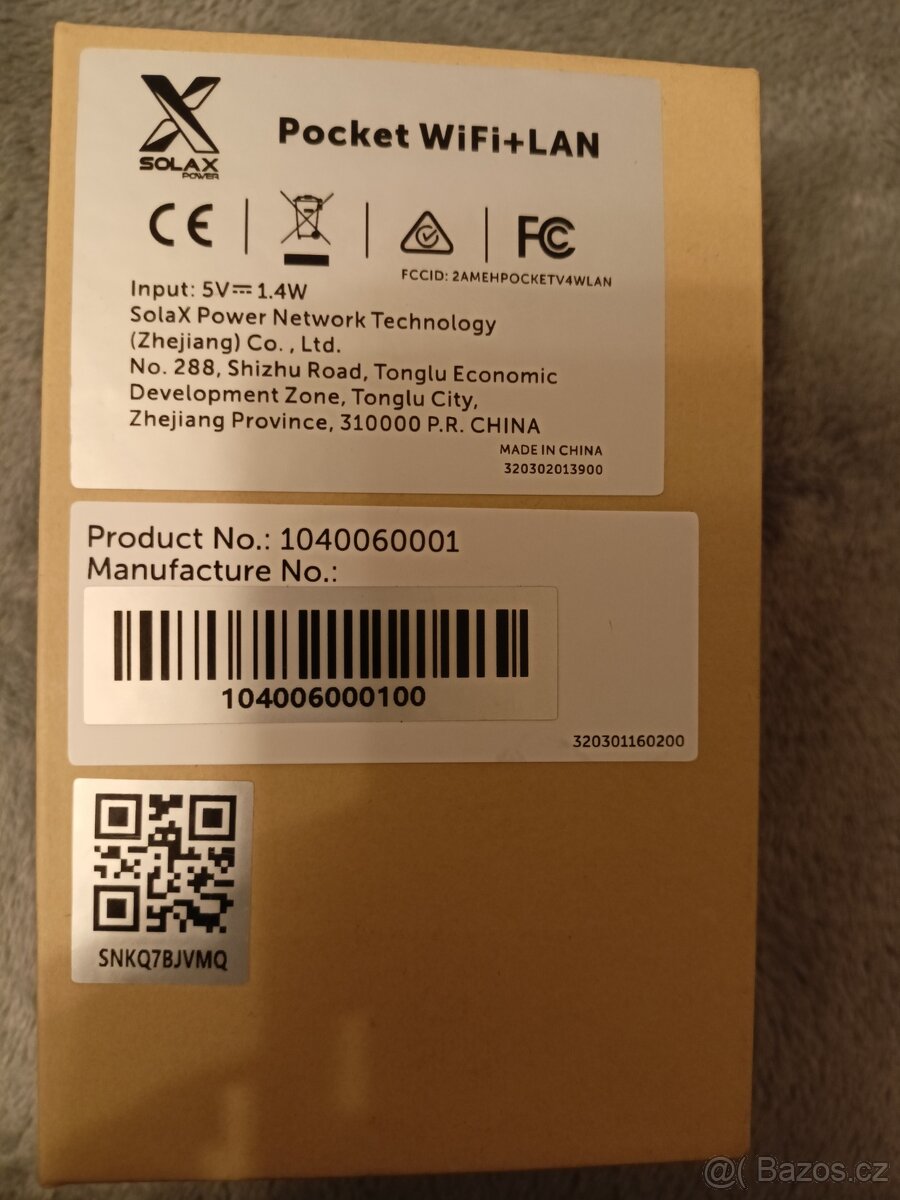 SOLAX
POWER
Pocket WiFi+LAN
CE
FC
FCCID: 2AMEHPOCKETV4WLAN
Input: 5V⎓1.4W
SolaX Power Network Technology
(Zhejiang) Co. , Ltd.
No. 288, Shizhu Road, Tonglu Economic
Development Zone, Tonglu City,
Zhejiang Province, 310000 P.R. CHINA
MADE IN CHINA
320302013900
Product No.: 1040060001
Manufacture No.:
104006000100
320301160200
SNKQ7BJVMQ
@( Bazos.cz